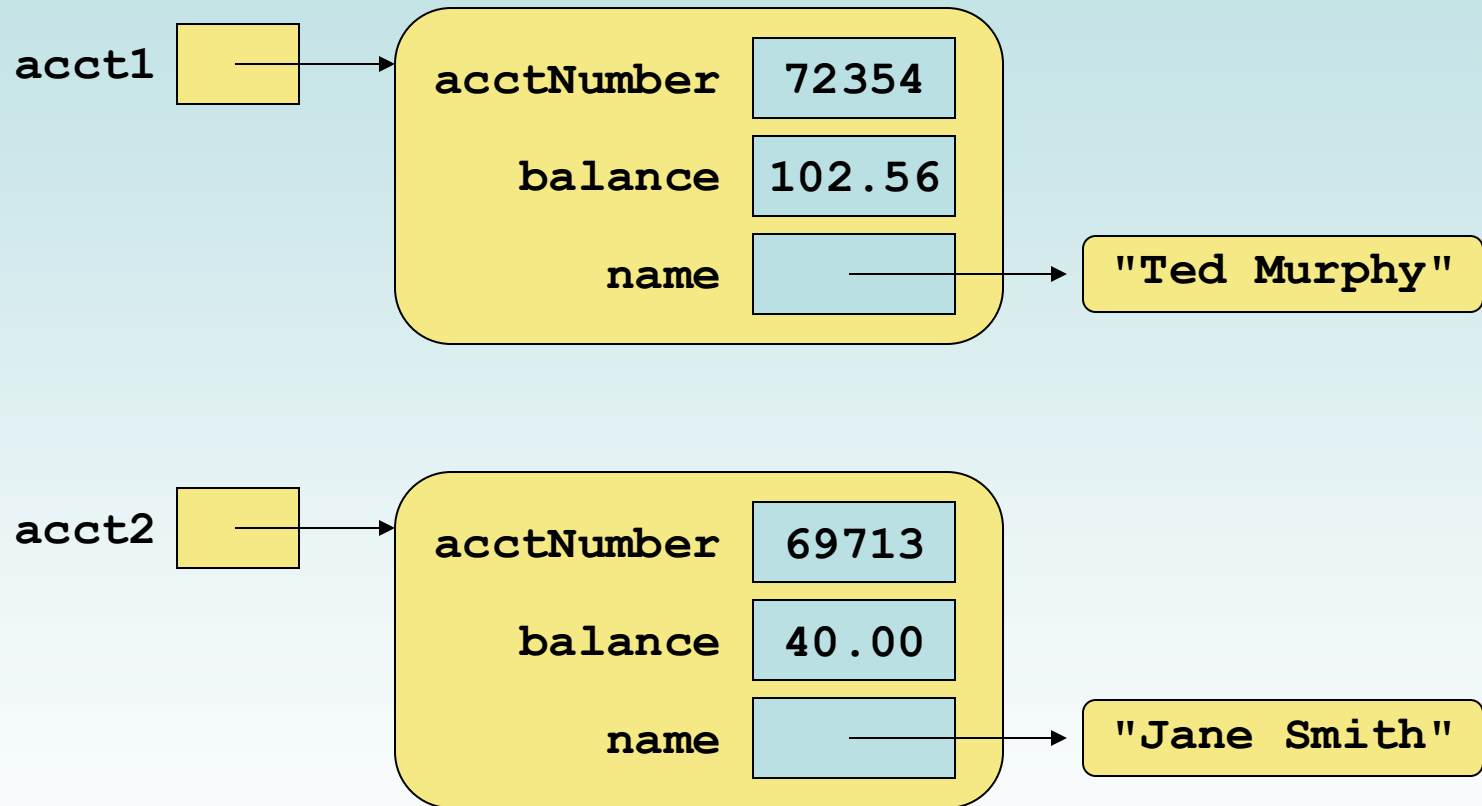 acct1
acctNumber 72354
balance 102.56
name "Ted Murphy"
acct2
acctNumber 69713
balance 40.00
name "Jane Smith"